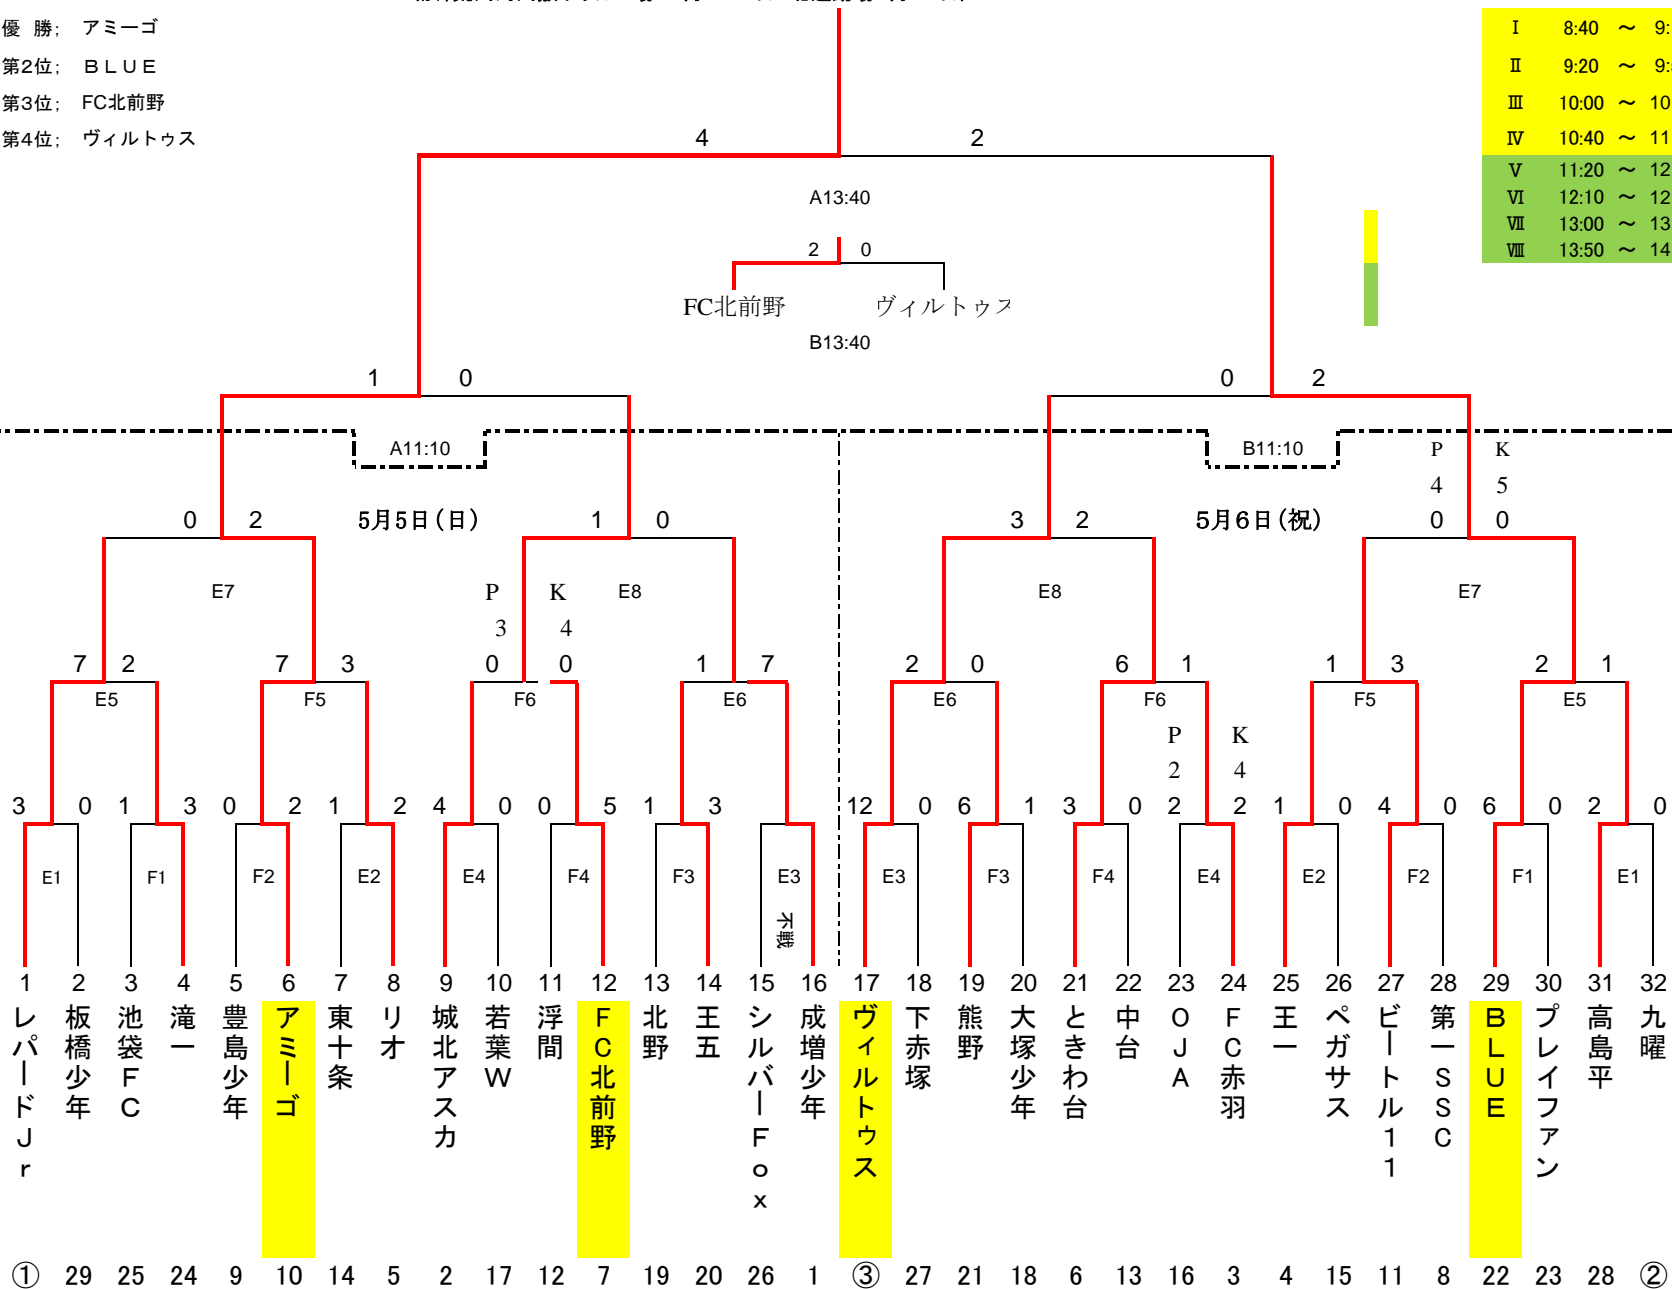 優 勝; アミーゴ
第2位; ＢＬＵＥ
第3位; FC北前野
第4位; ヴィルトゥス
Ⅰ 8:40 ～ 9:
Ⅱ 9:20 ～ 9:
Ⅲ 10:00 ～ 10
Ⅳ 10:40 ～ 11
Ⅴ 11:20 ～ 12
Ⅵ 12:10 ～ 12
Ⅶ 13:00 ～ 13
Ⅷ 13:50 ～ 14
4 2
A13:40
2 0
FC北前野 ヴィルトゥス
B13:40
1 0 0 2
A11:10 B11:10 P K
4 5
0 2 5月5日(日) 1 0 3 2 5月6日(祝) 0 0
E7 P K E8 E8 E7
3 4
7 2 7 3 0 0 1 7 2 0 6 1 1 3 2 1
E5 F5 F6 E6 E6 F6 F5 E5
P K
2 4
3 0 1 3 0 2 1 2 4 0 0 5 1 3 12 0 6 1 3 0 2 2 1 0 4 0 6 0 2 0
E1 F1 F2 E2 E4 F4 F3 E3 E3 F3 F4 E4 E2 F2 F1 E1
不戦
1 2 3 4 5 6 7 8 9 10 11 12 13 14 15 16 17 18 19 20 21 22 23 24 25 26 27 28 29 30 31 32
レパードJr
板橋少年
池袋FC
滝一
豊島少年
アミーゴ
東十条
リオ
城北アスカ
若葉W
浮間
FC北前野
北野
王五
シルバーFox
成増少年
ヴィルトゥス
下赤塚
熊野
大塚少年
ときわ台
中台
OJA
FC赤羽
王一
ペガサス
ビートル11
第一SSC
BLUE
プレイファン
高島平
九曜
① 29 25 24 9 10 14 5 2 17 12 7 19 20 26 1 ③ 27 21 18 6 13 16 3 4 15 11 8 22 23 28 ②